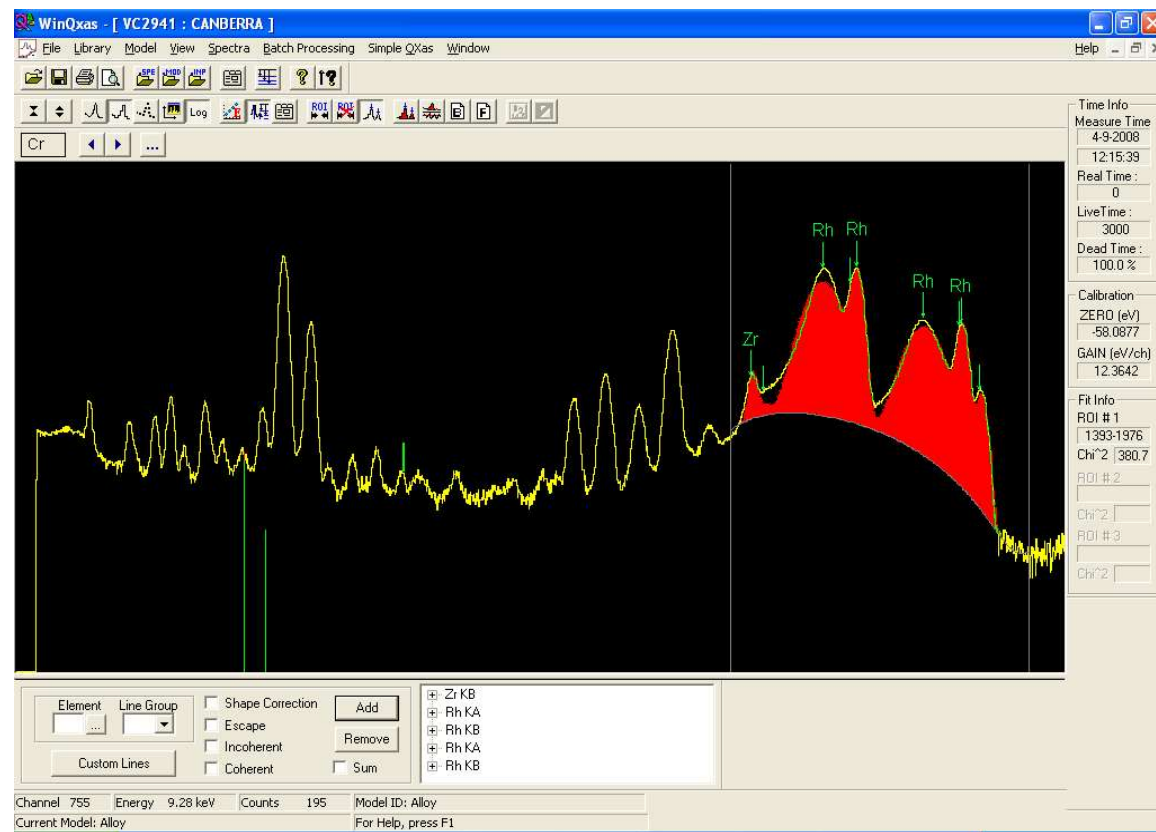 WinQxas - [ VC2941 : CANBERRA ]
File Library Model View Spectra Batch Processing Simple QXas Window Help
SPE MOD IMP
Log ROI ROI E F
Cr ...
Time Info
Measure Time
4-9-2008
12:15:39
Real Time :
0
LiveTime :
3000
Dead Time :
100.0 %
Calibration
ZERO (eV)
-58.0877
GAIN (eV/ch)
12.3642
Fit Info
ROI # 1
1393-1976
Chi^2 380.7
ROI # 2
Chi^2
ROI # 3
Chi^2
Rh Rh
Rh Rh
Zr
Element Line Group
...
Custom Lines
Shape Correction
Escape
Incoherent
Coherent
Add
Remove
Sum
Zr KB
Rh KA
Rh KB
Rh KA
Rh KB
Channel 755 Energy 9.28 keV Counts 195 Model ID: Alloy
Current Model: Alloy For Help, press F1